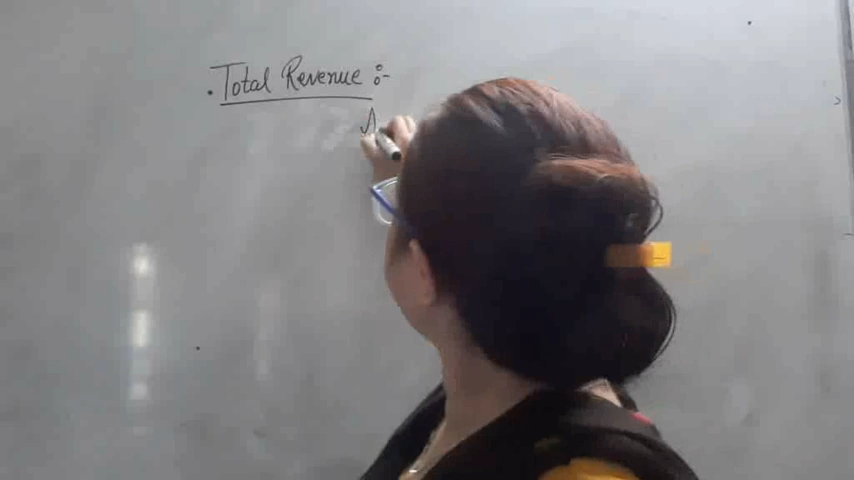 . Total Revenue :-